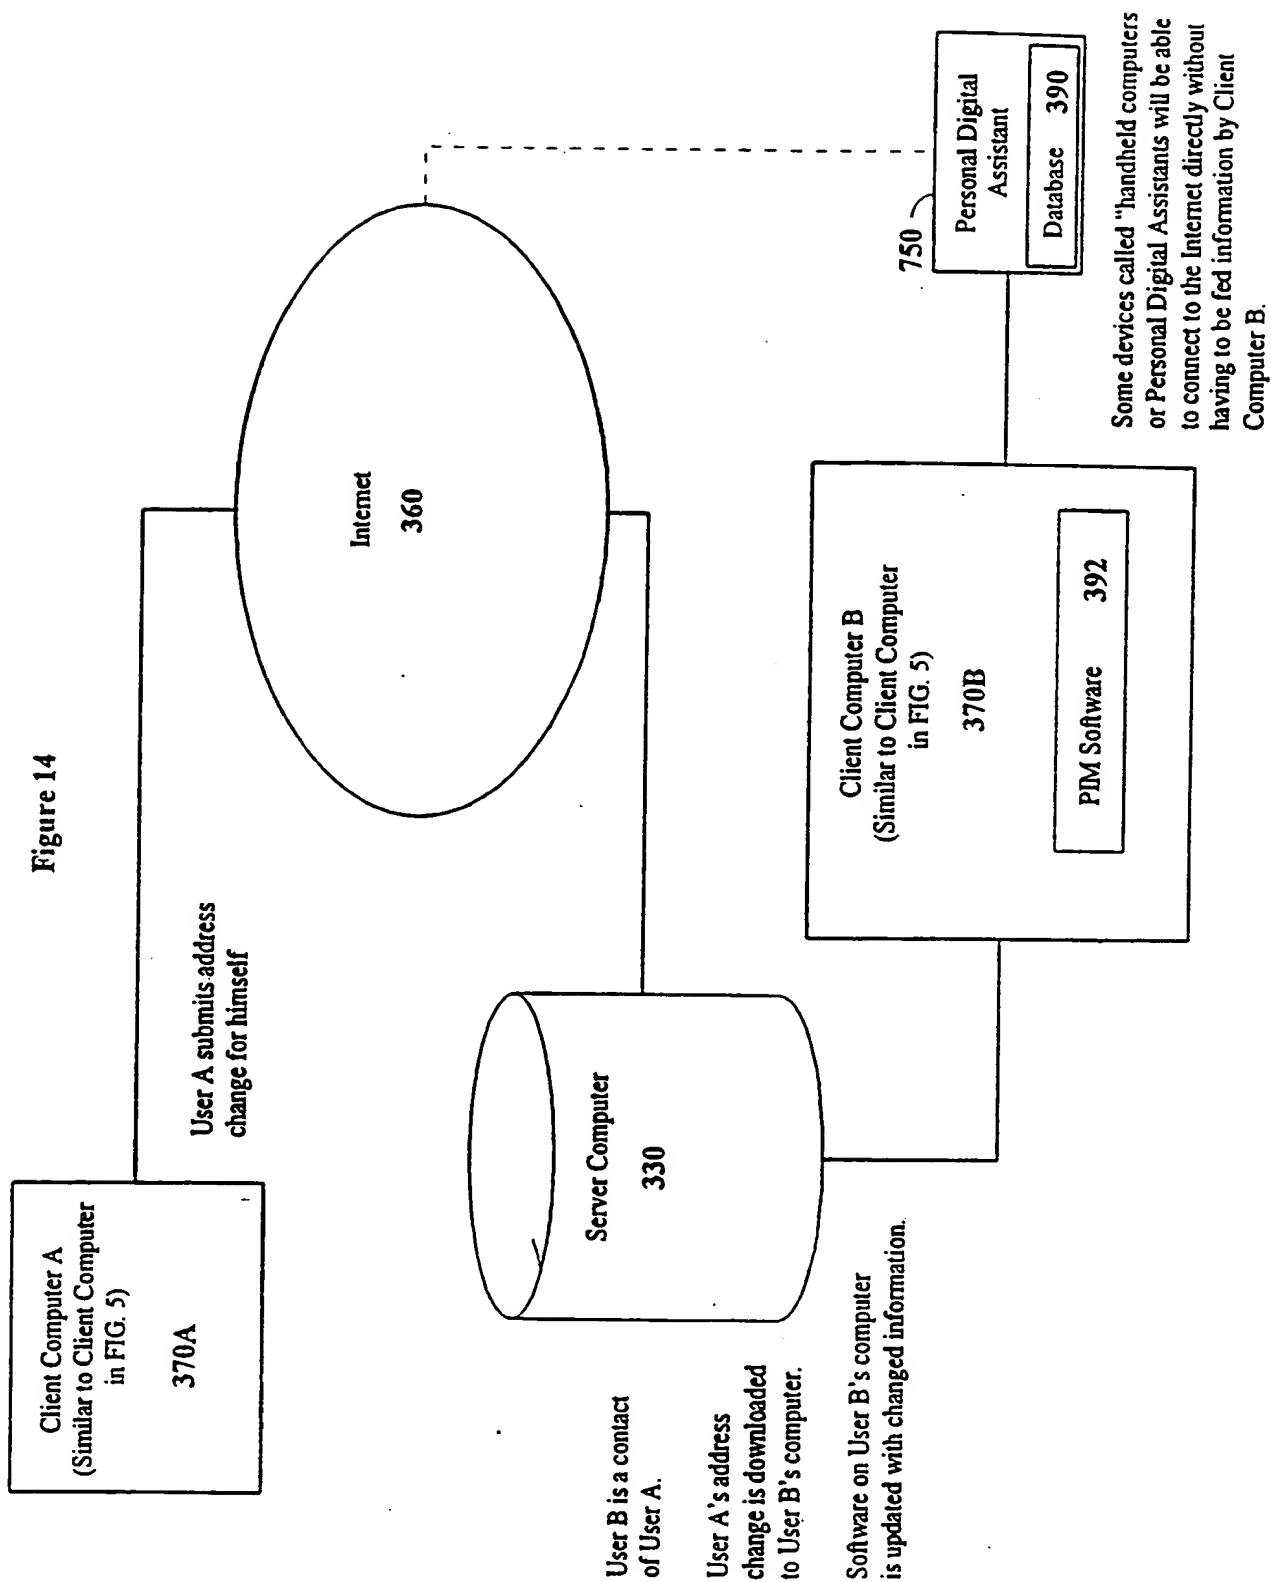 Figure 14
Client Computer A
(Similar to Client Computer
in FIG. 5)
370A
User A submits address
change for himself
Internet
360
Server Computer
330
User B is a contact
of User A.
User A's address
change is downloaded
to User B's computer.
Software on User B's computer
is updated with changed information.
Client Computer B
(Similar to Client Computer
in FIG. 5)
370B
PIM Software 392
750
Personal Digital
Assistant
Database 390
Some devices called "handheld computers
or Personal Digital Assistants will be able
to connect to the Internet directly without
having to be fed information by Client
Computer B.